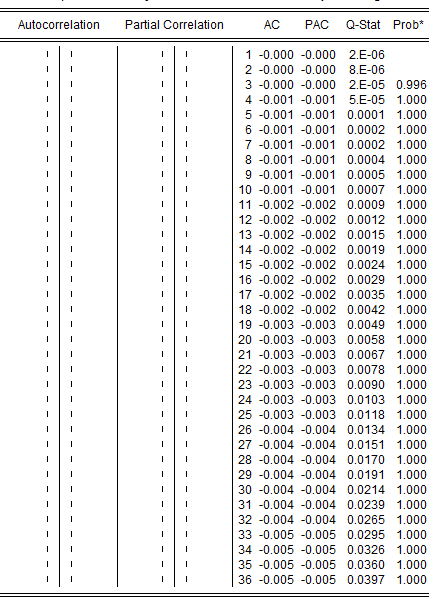 Autocorrelation Partial Correlation AC PAC Q-Stat Prob*
1 -0.000 -0.000 2.E-06
2 -0.000 -0.000 8.E-06
3 -0.000 -0.000 2.E-05 0.996
4 -0.001 -0.001 5.E-05 1.000
5 -0.001 -0.001 0.0001 1.000
6 -0.001 -0.001 0.0002 1.000
7 -0.001 -0.001 0.0002 1.000
8 -0.001 -0.001 0.0004 1.000
9 -0.001 -0.001 0.0005 1.000
10 -0.001 -0.001 0.0007 1.000
11 -0.002 -0.002 0.0009 1.000
12 -0.002 -0.002 0.0012 1.000
13 -0.002 -0.002 0.0015 1.000
14 -0.002 -0.002 0.0019 1.000
15 -0.002 -0.002 0.0024 1.000
16 -0.002 -0.002 0.0029 1.000
17 -0.002 -0.002 0.0035 1.000
18 -0.002 -0.002 0.0042 1.000
19 -0.003 -0.003 0.0049 1.000
20 -0.003 -0.003 0.0058 1.000
21 -0.003 -0.003 0.0067 1.000
22 -0.003 -0.003 0.0078 1.000
23 -0.003 -0.003 0.0090 1.000
24 -0.003 -0.003 0.0103 1.000
25 -0.003 -0.003 0.0118 1.000
26 -0.004 -0.004 0.0134 1.000
27 -0.004 -0.004 0.0151 1.000
28 -0.004 -0.004 0.0170 1.000
29 -0.004 -0.004 0.0191 1.000
30 -0.004 -0.004 0.0214 1.000
31 -0.004 -0.004 0.0239 1.000
32 -0.004 -0.004 0.0265 1.000
33 -0.005 -0.005 0.0295 1.000
34 -0.005 -0.005 0.0326 1.000
35 -0.005 -0.005 0.0360 1.000
36 -0.005 -0.005 0.0397 1.000